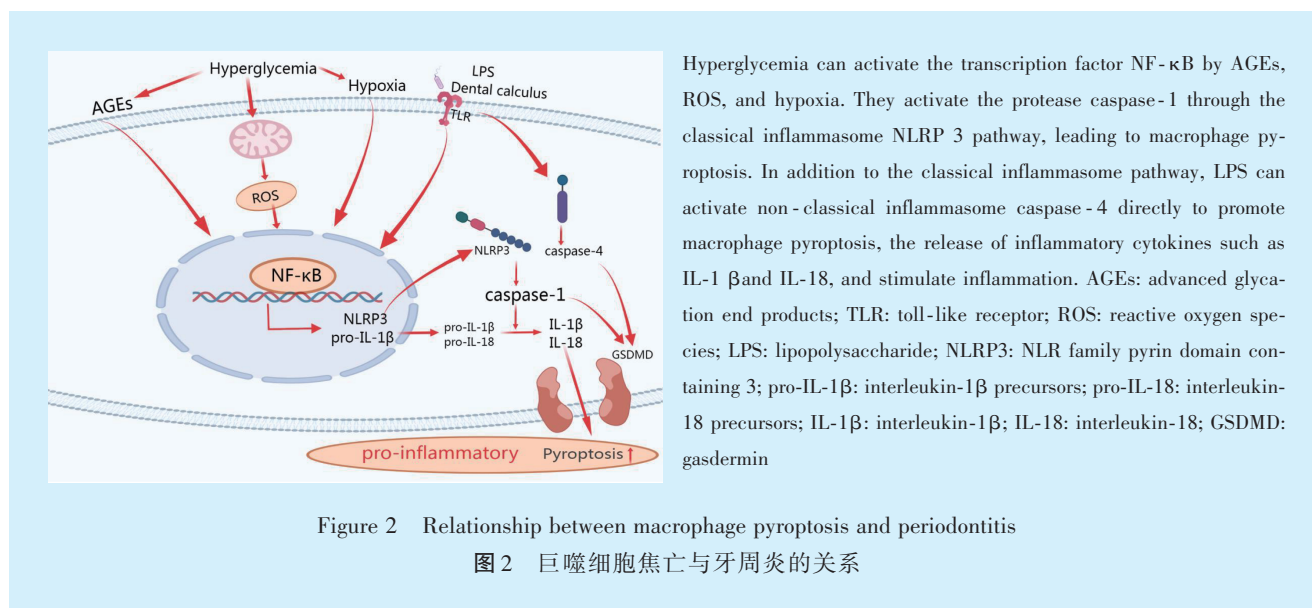 Hyperglycemia
AGEs
Hypoxia
LPS
Dental calculus
TLR
ROS
NF-κB
NLRP3
pro-IL-1β
NLRP3
caspase-4
caspase-1
pro-IL-1β
pro-IL-18
IL-1β
IL-18
GSDMD
pro-inflammatory
Pyroptosis
Hyperglycemia can activate the transcription factor NF-κB by AGEs,
ROS, and hypoxia. They activate the protease caspase-1 through the
classical inflammasome NLRP 3 pathway, leading to macrophage py-
roptosis. In addition to the classical inflammasome pathway, LPS can
activate non-classical inflammasome caspase-4 directly to promote
macrophage pyroptosis, the release of inflammatory cytokines such as
IL-1 βand IL-18, and stimulate inflammation. AGEs: advanced glyca-
tion end products; TLR: toll-like receptor; ROS: reactive oxygen spe-
cies; LPS: lipopolysaccharide; NLRP3: NLR family pyrin domain con-
taining 3; pro-IL-1β: interleukin-1β precursors; pro-IL-18: interleukin-
18 precursors; IL-1β: interleukin-1β; IL-18: interleukin-18; GSDMD:
gasdermin
Figure 2 Relationship between macrophage pyroptosis and periodontitis
图2 巨噬细胞焦亡与牙周炎的关系